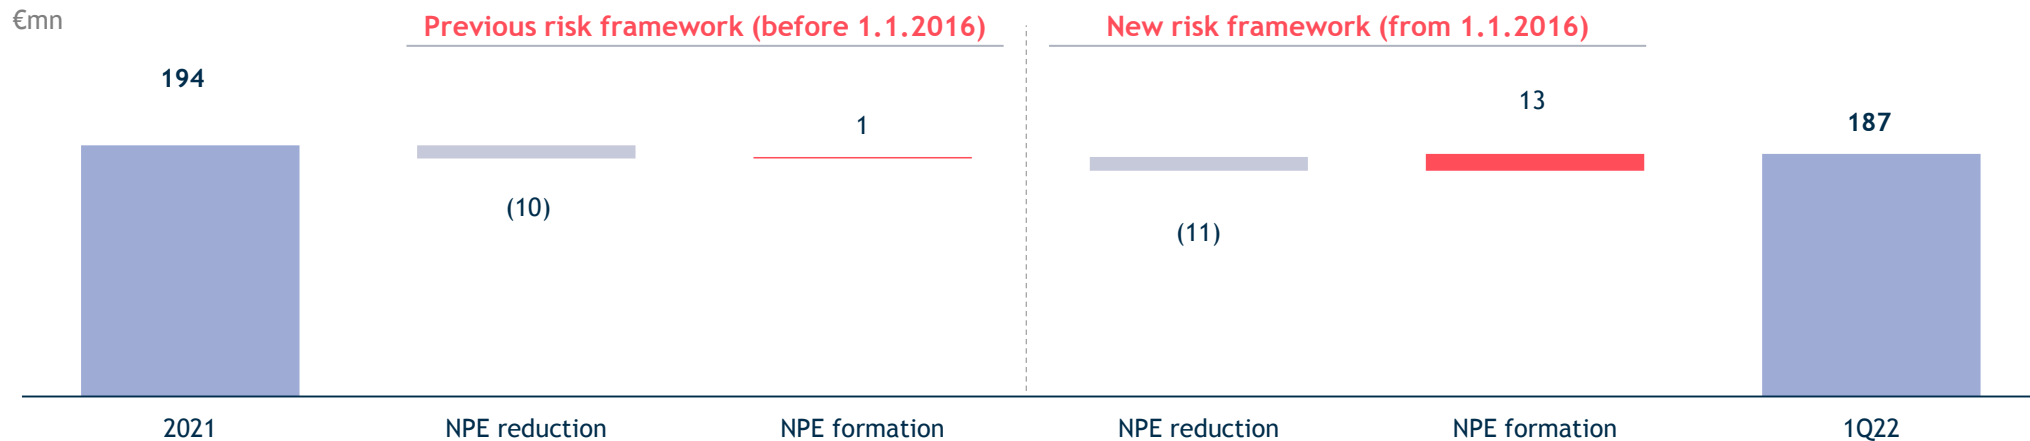 €mn
Previous risk framework (before 1.1.2016)
New risk framework (from 1.1.2016)
194
1
13
187
(10)
(11)
2021
NPE reduction
NPE formation
NPE reduction
NPE formation
1Q22